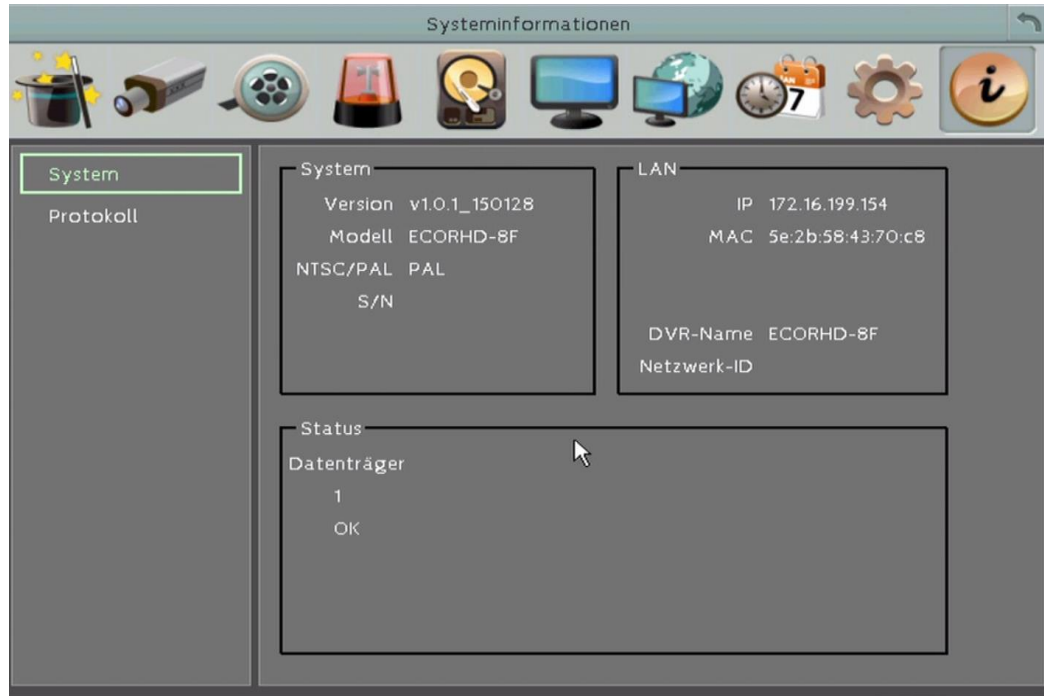 Systeminformationen
7
System
Protokoll
System
Version v1.0.1_150128
Modell ECORHD-8F
NTSC/PAL PAL
S/N
LAN
IP 172.16.199.154
MAC 5e:2b:58:43:70:c8
DVR-Name ECORHD-8F
Netzwerk-ID
Status
Datenträger
1
OK